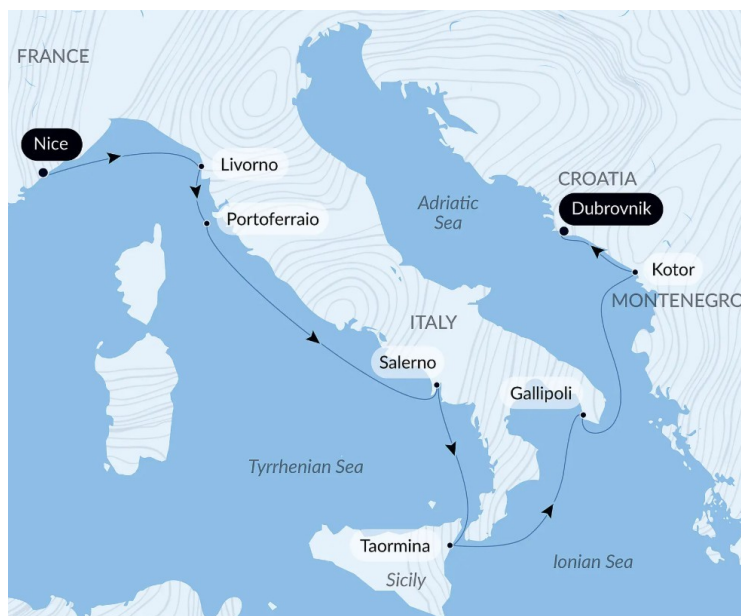 FRANCE
Nice
Livorno
Portoferraio
Adriatic
Sea
CROATIA
Dubrovnik
Kotor
MONTENEGRO
ITALY
Salerno
Gallipoli
Tyrrhenian Sea
Taormina
Sicily
Ionian Sea